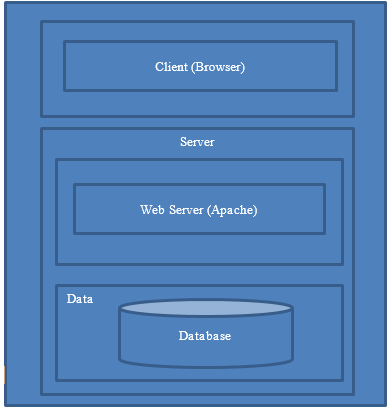 Client (Browser)
Server
Web Server (Apache)
Data
Database